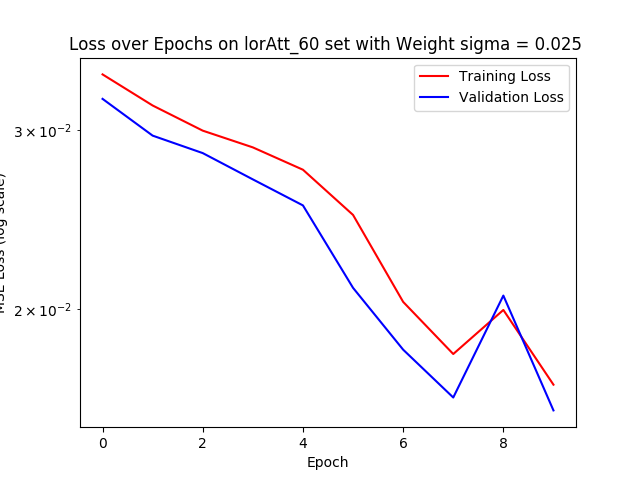 Loss over Epochs on lorAtt_60 set with Weight sigma = 0.025
Training Loss
Validation Loss
3 × 10⁻²
2 × 10⁻²
MSE Loss (log scale)
0 2 4 6 8
Epoch